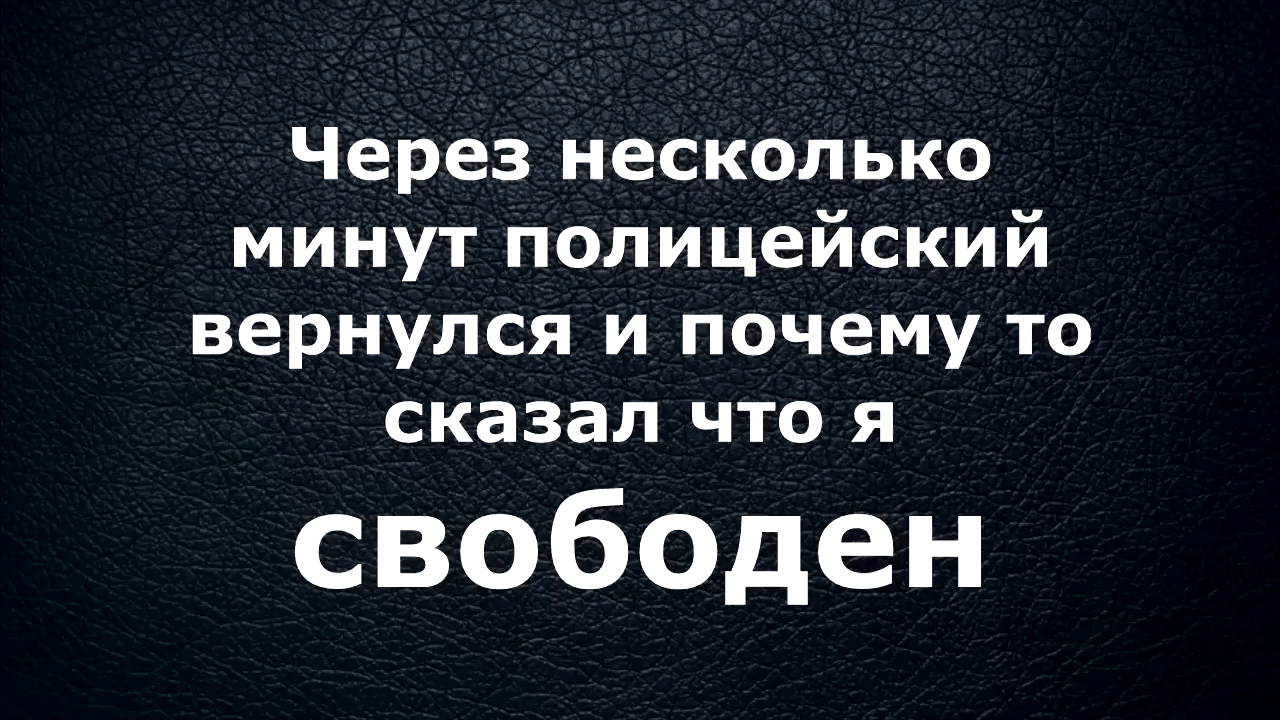 Через несколько
минут полицейский
вернулся и почему то
сказал что я
свободен